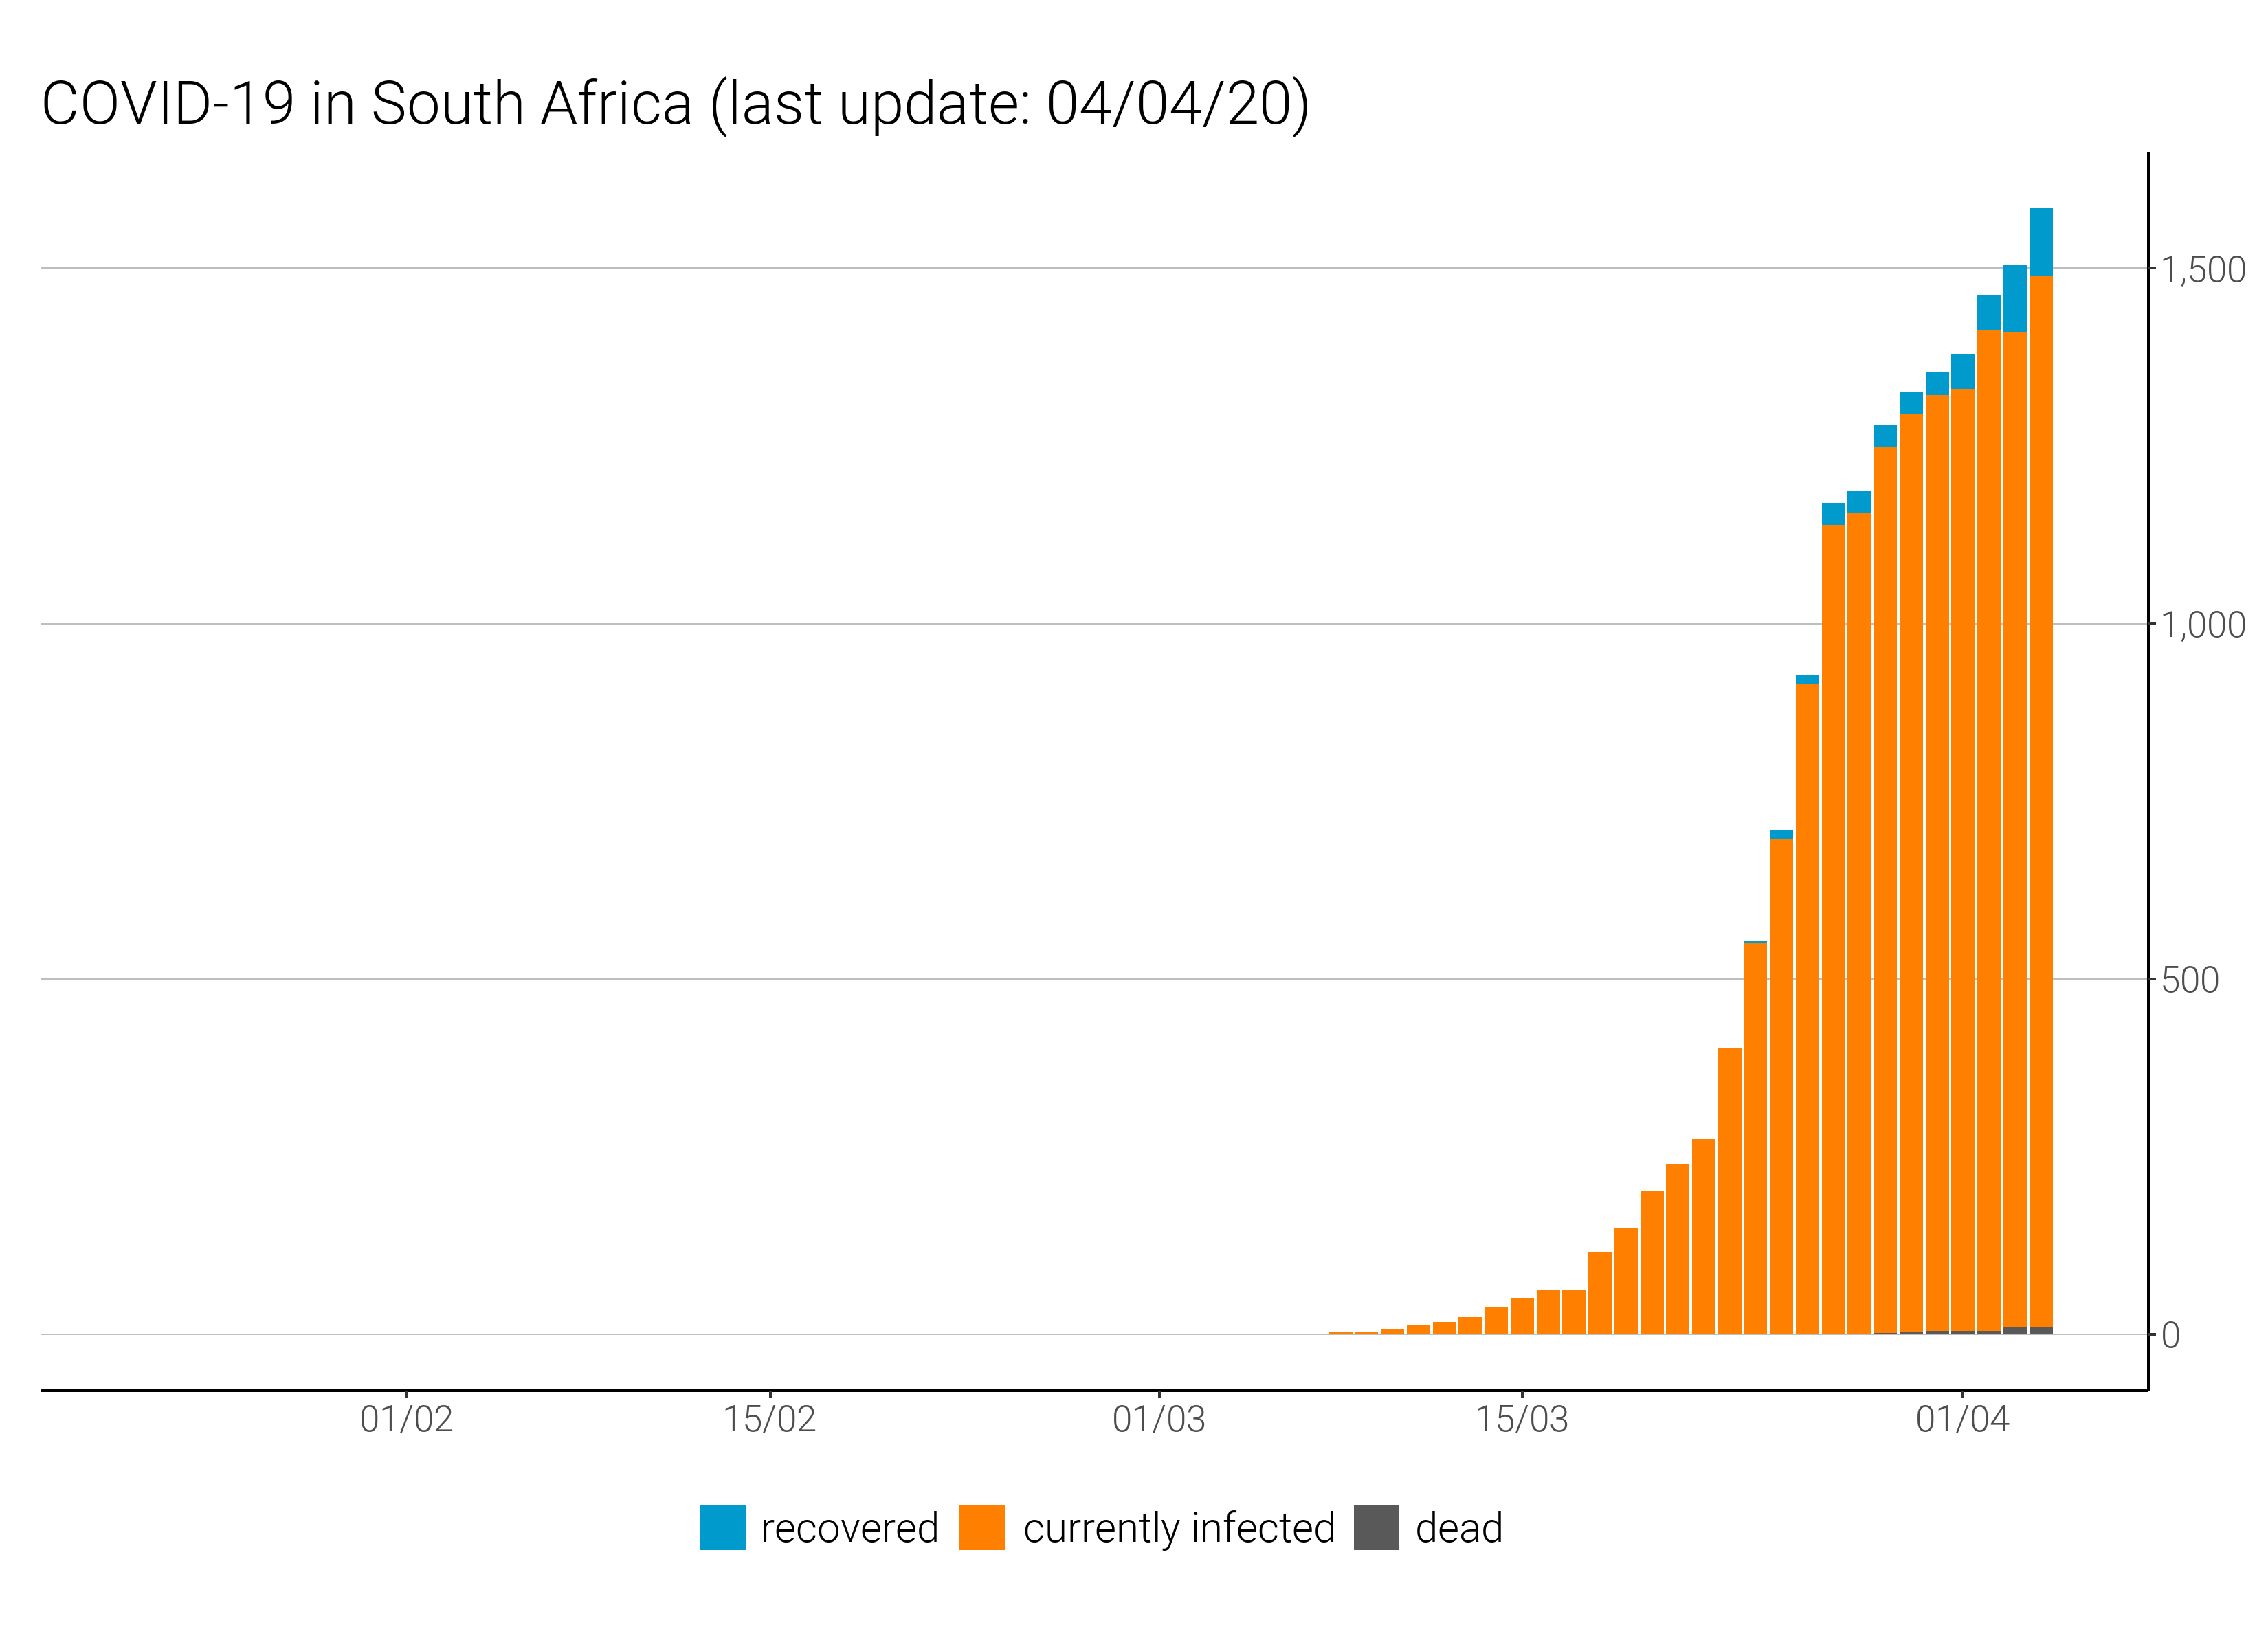 COVID-19 in South Africa (last update: 04/04/20)
1,500
1,000
500
0
01/02 15/02 01/03 15/03 01/04
recovered currently infected dead